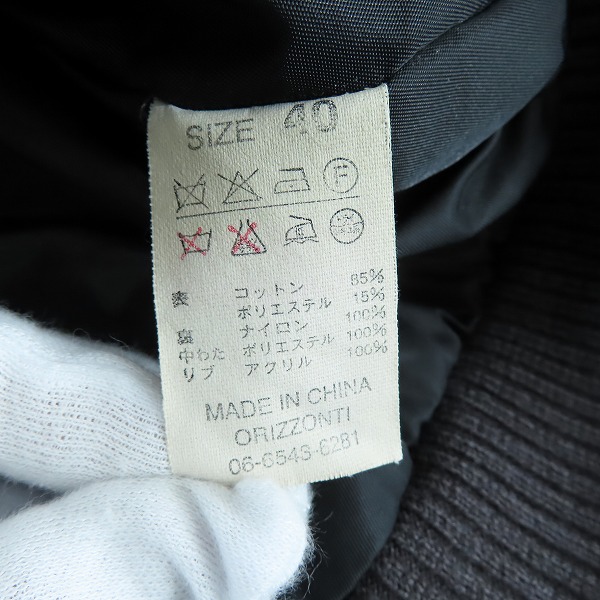 SIZE 40
F
表 コットン 85%
ポリエステル 15%
裏 ナイロン 100%
中わた ポリエステル 100%
リブ アクリル 100%
MADE IN CHINA
ORIZZONTI
06-6543-6281